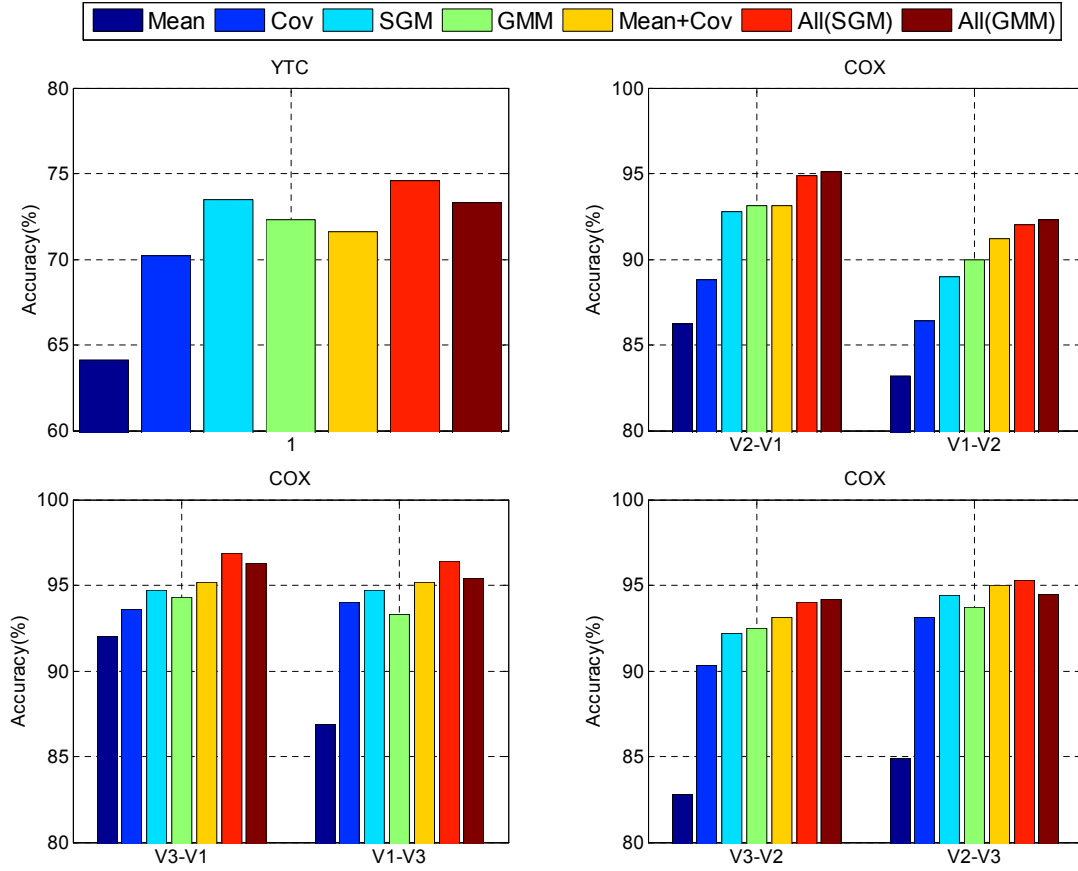 Mean Cov SGM GMM Mean+Cov All(SGM) All(GMM)
YTC
80
75
70
65
60
Accuracy(%)
1
COX
100
95
90
85
80
Accuracy(%)
V2-V1 V1-V2
COX
100
95
90
85
80
Accuracy(%)
V3-V1 V1-V3
COX
100
95
90
85
80
Accuracy(%)
V3-V2 V2-V3